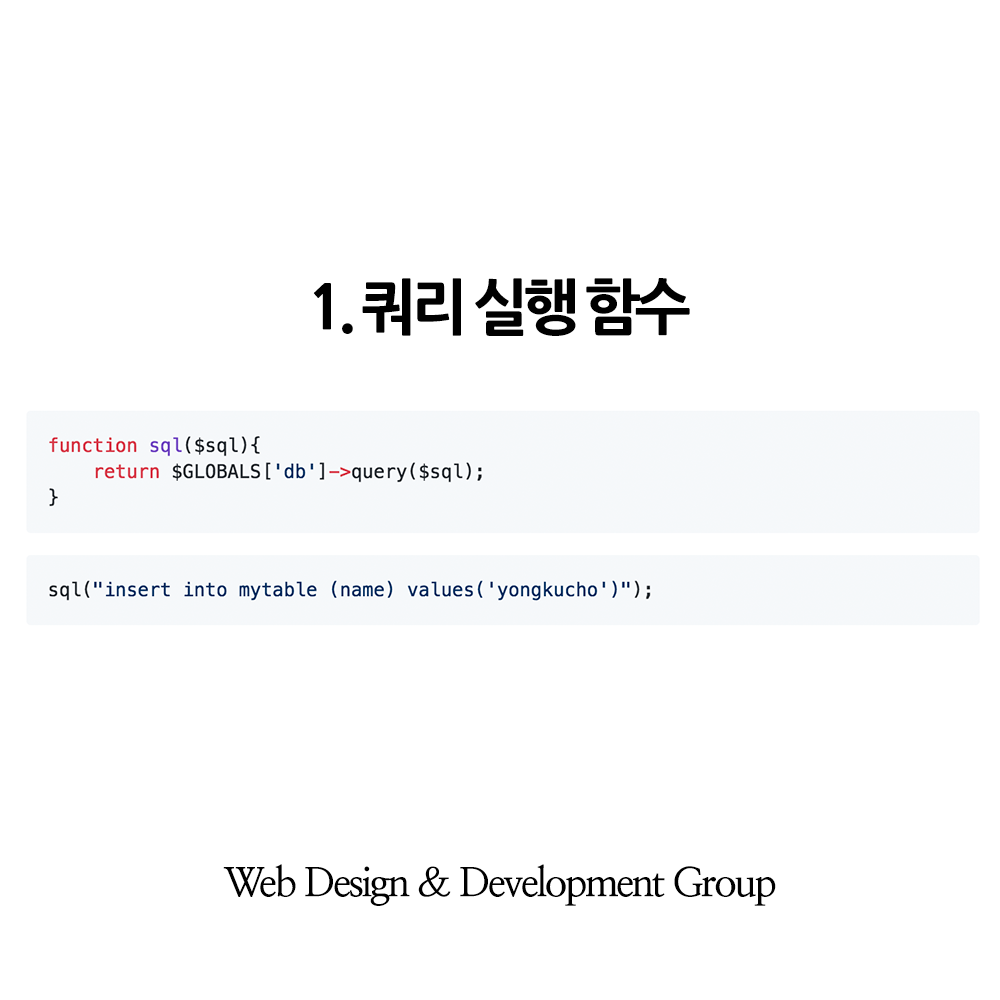 1. 쿼리 실행 함수
function sql($sql){
    return $GLOBALS['db']->query($sql);
}
sql("insert into mytable (name) values('yongkucho')");
Web Design & Development Group